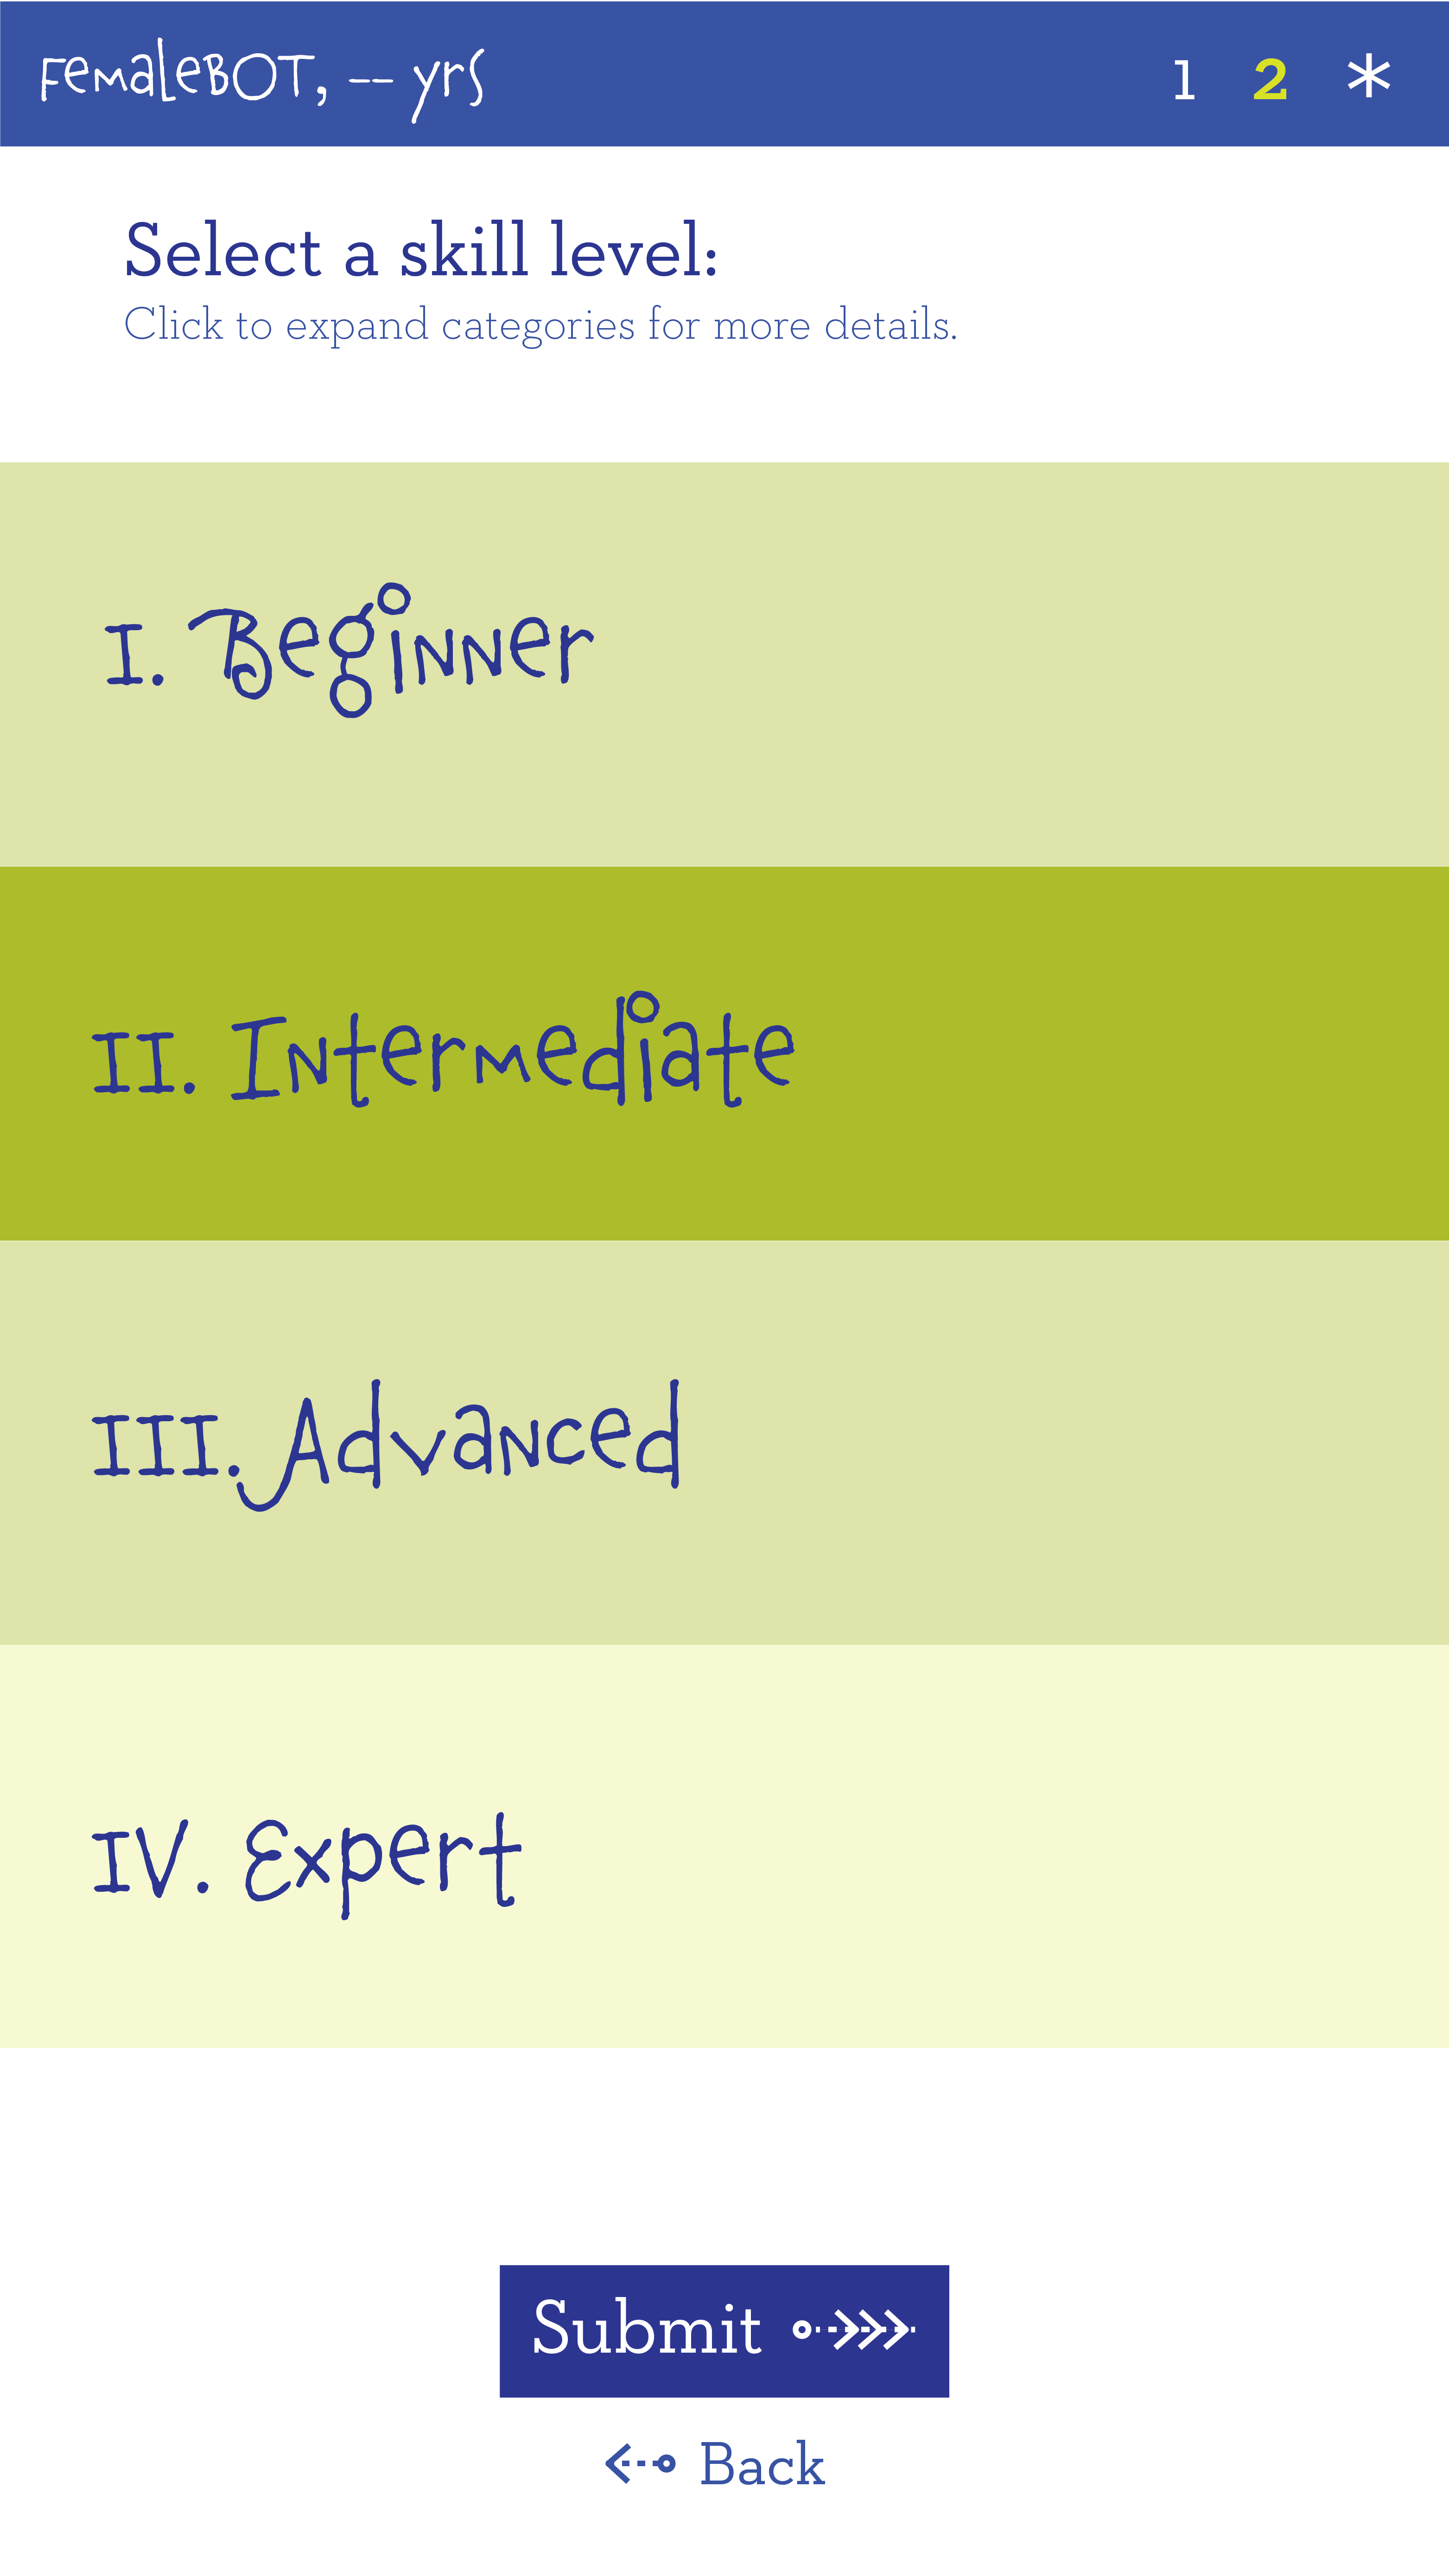 FemaleBOT, -- yrs 1 2 *
Select a skill level:
Click to expand categories for more details.
I. Beginner
II. Intermediate
III. Advanced
IV. Expert
Submit
Back